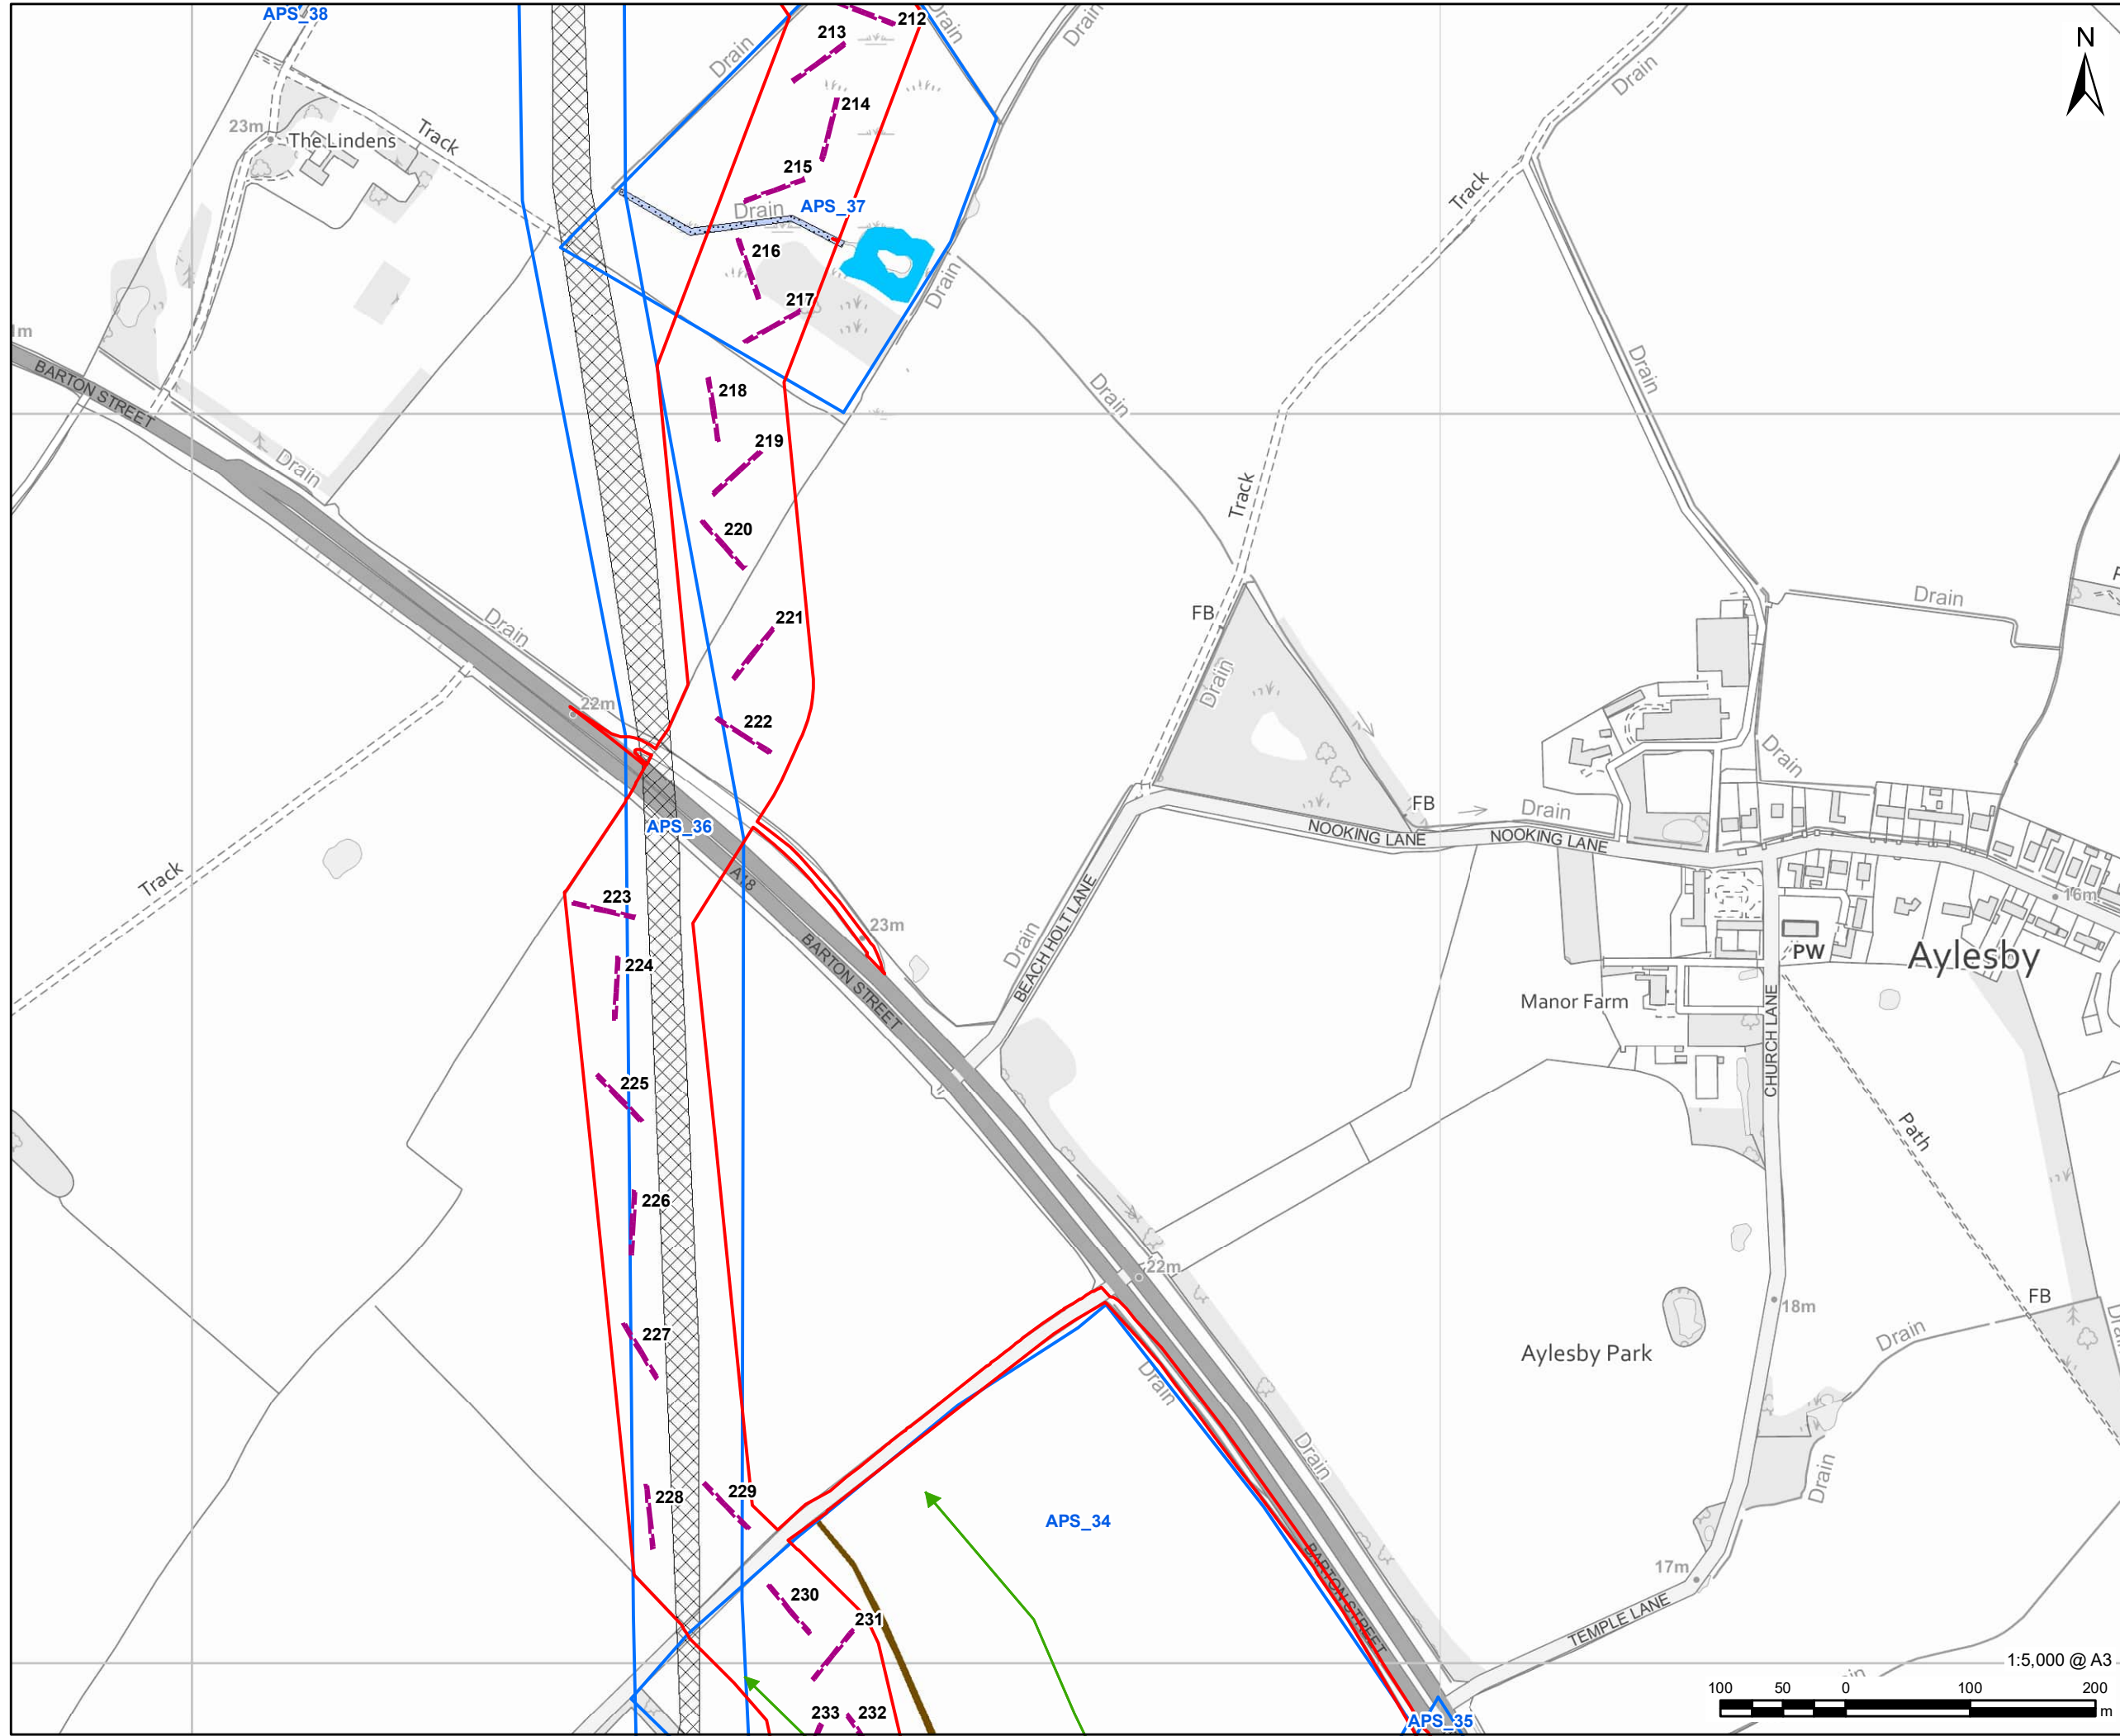 APS_38
212
Drain
Drain
N
213
Drain
Drain
214
23m
The Lindens
Track
215
Drain
APS_37
Track
216
Drain
217
BARTON STREET
Drain
Drain
218
219
Drain
Track
220
Drain
FB
Drain
221
Drain
22m
222
Drain
FB
Drain
NOOKING LANE
NOOKING LANE
APS_36
A18
Track
223
BEACH HOLT LANE
16m
23m
Drain
PW
Aylesby
BARTON STREET
224
Manor Farm
CHURCH LANE
225
Path
226
22m
FB
18m
227
Drain
Aylesby Park
Drain
Drain
229
228
Drain
APS_34
17m
230
BARTON STREET
231
TEMPLE LANE
1:5,000 @ A3
100 50 0 100 200
m
233
232
APS_35